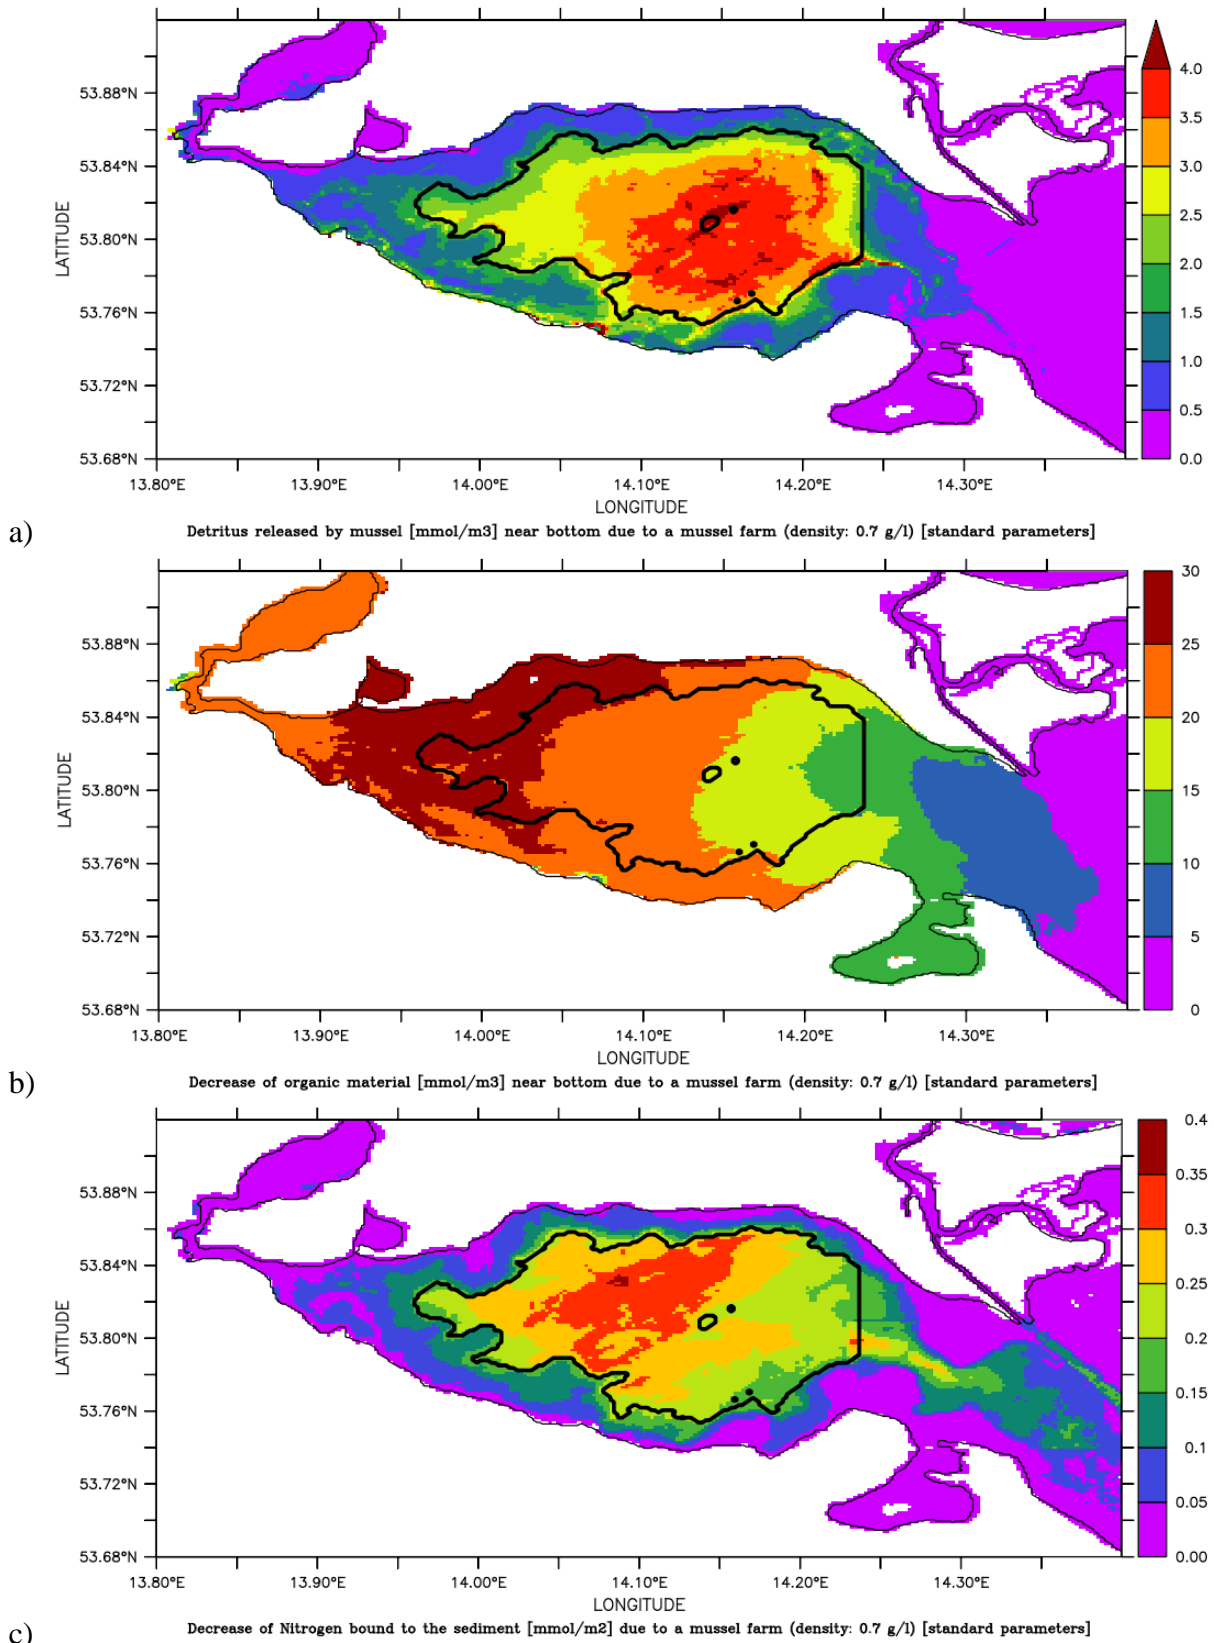 4.0
53.88°N
3.5
53.84°N
3.0
LATITUDE
2.5
53.80°N
2.0
53.76°N
1.5
1.0
53.72°N
0.5
53.68°N
0.0
13.80°E 13.90°E 14.00°E 14.10°E 14.20°E 14.30°E
LONGITUDE
a)
Detritus released by mussel [mmol/m3] near bottom due to a mussel farm (density: 0.7 g/l) [standard parameters]
30
53.88°N
25
53.84°N
20
LATITUDE
53.80°N
15
53.76°N
10
53.72°N
5
53.68°N
0
13.80°E 13.90°E 14.00°E 14.10°E 14.20°E 14.30°E
LONGITUDE
b)
Decrease of organic material [mmol/m3] near bottom due to a mussel farm (density: 0.7 g/l) [standard parameters]
0.4
0.35
53.88°N
0.3
53.84°N
0.25
LATITUDE
53.80°N
0.2
0.15
53.76°N
0.1
53.72°N
0.05
53.68°N
0.00
13.80°E 13.90°E 14.00°E 14.10°E 14.20°E 14.30°E
LONGITUDE
c)
Decrease of Nitrogen bound to the sediment [mmol/m2] due to a mussel farm (density: 0.7 g/l) [standard parameters]